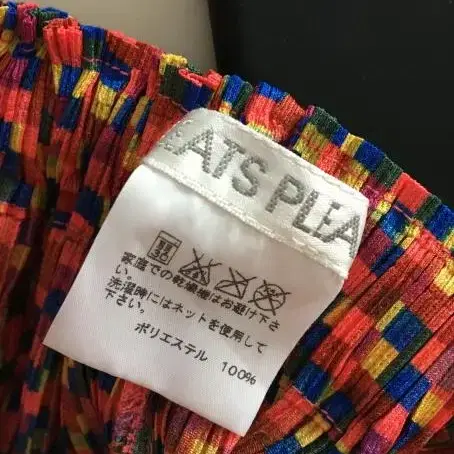 EATS PLEA
家庭での乾燥機はお避け下さ
い。
洗濯時にはネットを使用して
下さい。
ポリエステル 100%